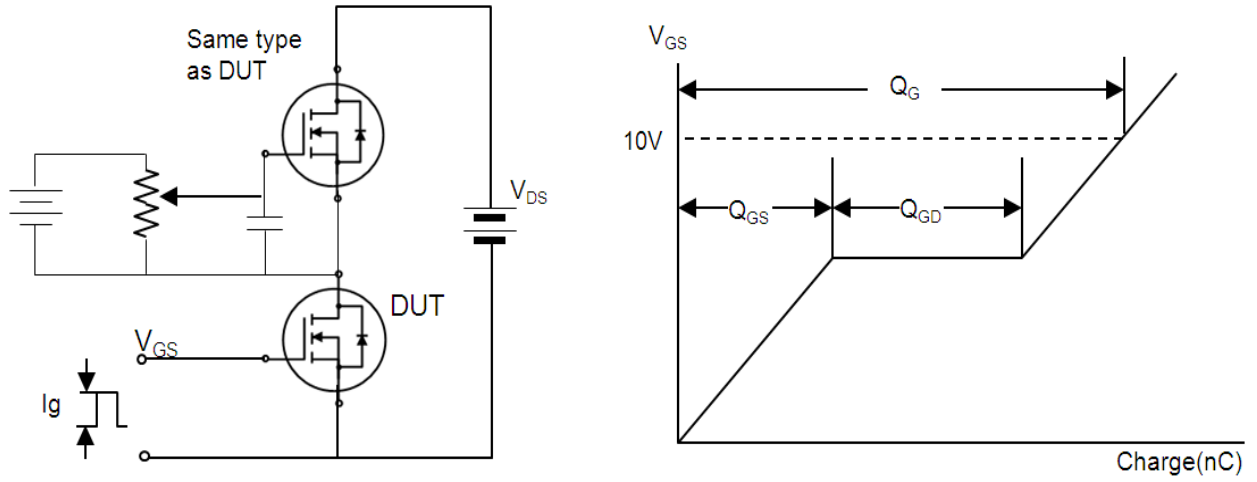 Same type
as DUT
V_DS
DUT
V_GS
Ig
V_GS
Q_G
10V
Q_GS
Q_GD
Charge(nC)